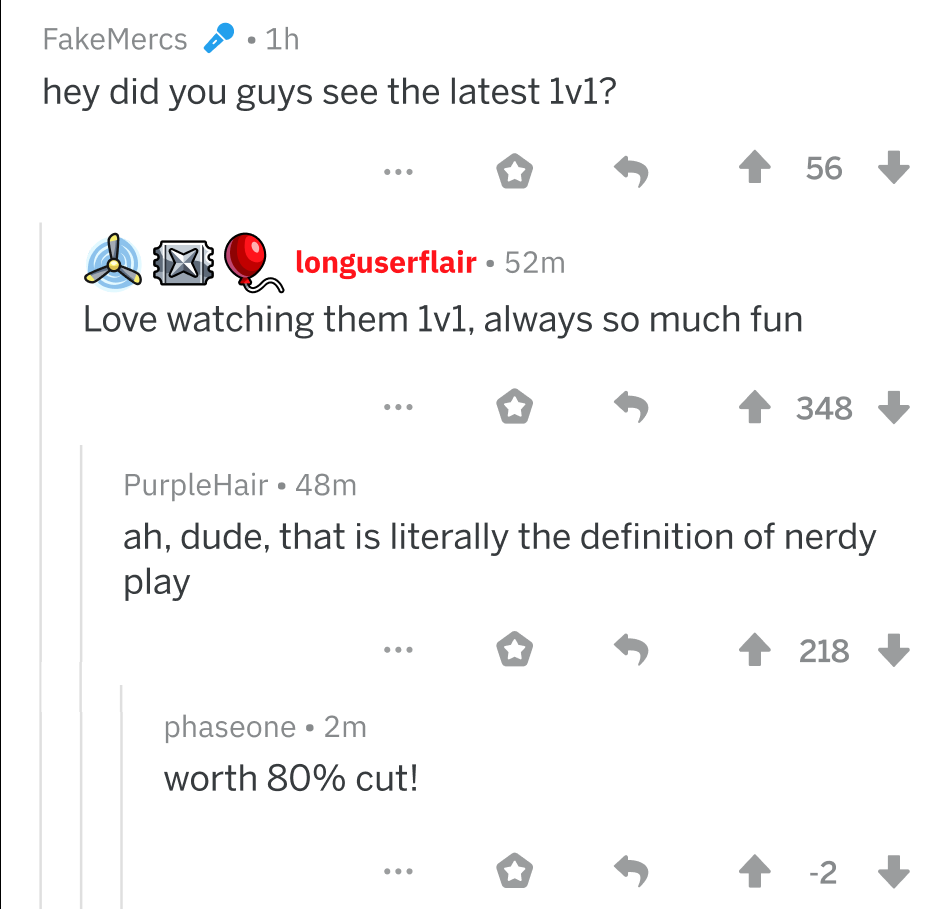 FakeMercs • 1h
hey did you guys see the latest 1v1?
56
longuserflair • 52m
Love watching them 1v1, always so much fun
348
PurpleHair • 48m
ah, dude, that is literally the definition of nerdy
play
218
phaseone • 2m
worth 80% cut!
-2